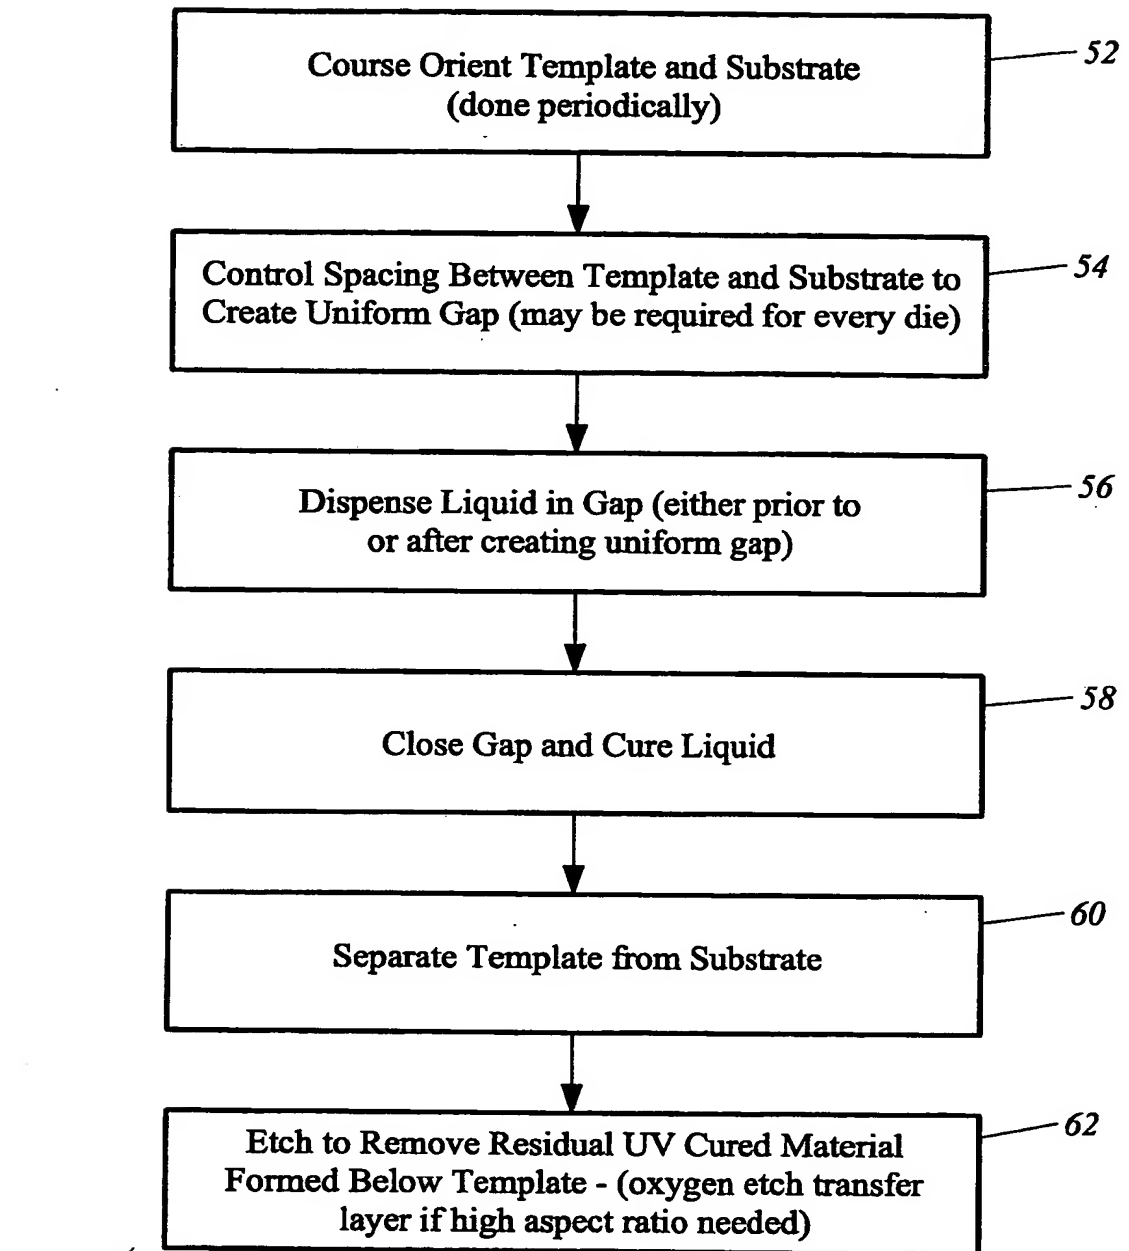 Course Orient Template and Substrate
(done periodically)
52
Control Spacing Between Template and Substrate to
Create Uniform Gap (may be required for every die)
54
Dispense Liquid in Gap (either prior to
or after creating uniform gap)
56
Close Gap and Cure Liquid
58
Separate Template from Substrate
60
Etch to Remove Residual UV Cured Material
Formed Below Template - (oxygen etch transfer
layer if high aspect ratio needed)
62